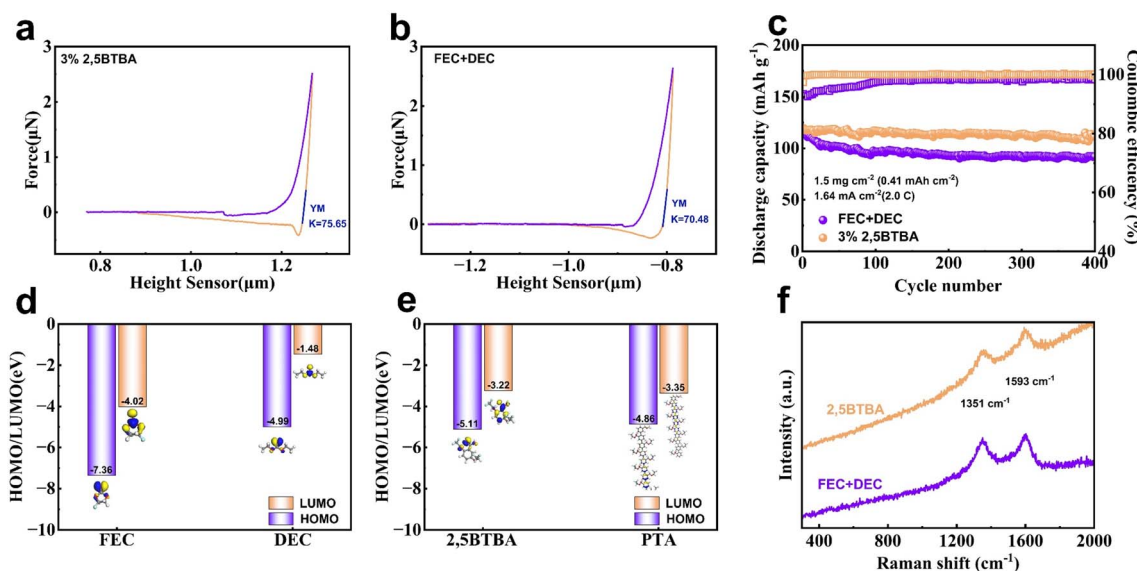 a
3% 2,5BTBA
3
2
1
0
Force(μN)
0.8
1.0
1.2
Height Sensor(μm)
YM
K=75.65
b
FEC+DEC
3
2
1
0
Force(μN)
−1.2
−1.0
−0.8
Height Sensor(μm)
YM
K=70.48
c
200
150
100
50
0
Discharge capacity (mAh g⁻¹)
100
80
60
40
Coulombic efficiency (%)
1.5 mg cm⁻² (0.41 mAh cm⁻²)
1.64 mA cm⁻²(2.0 C)
FEC+DEC
3% 2,5BTBA
0
100
200
300
400
Cycle number
d
0
−2
−4
−6
−8
−10
HOMO/LUMO(eV)
-7.36
-4.02
-4.99
-1.48
LUMO
HOMO
FEC
DEC
e
0
−2
−4
−6
−8
−10
HOMO/LUMO(eV)
-5.11
-3.22
-4.86
-3.35
LUMO
HOMO
2,5BTBA
PTA
f
Intensity (a.u.)
2,5BTBA
1593 cm⁻¹
1351 cm⁻¹
FEC+DEC
400
800
1200
1600
2000
Raman shift (cm⁻¹)